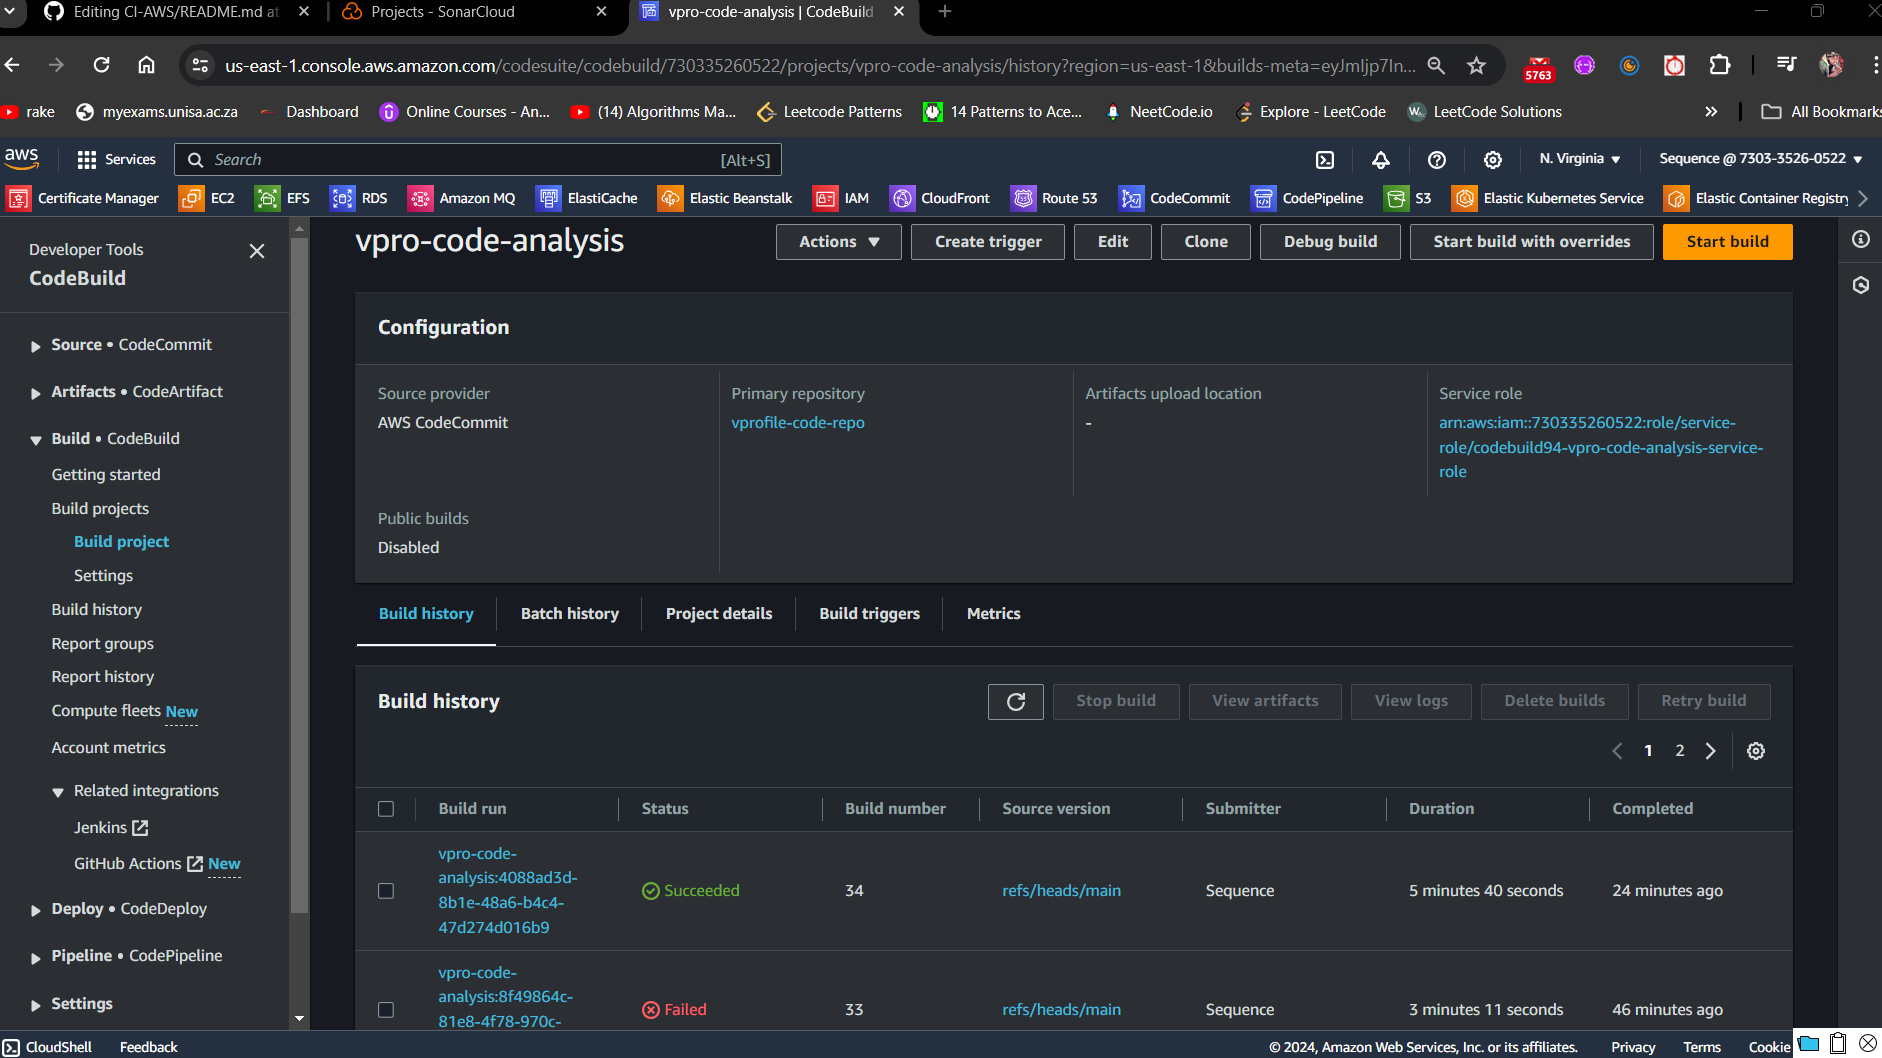 Editing CI-AWS/README.md at
Projects - SonarCloud
vpro-code-analysis | CodeBuild
us-east-1.console.aws.amazon.com/codesuite/codebuild/730335260522/projects/vpro-code-analysis/history?region=us-east-1&builds-meta=eyJmIjp7In...
5763
rake
myexams.unisa.ac.za
Dashboard
Online Courses - An...
(14) Algorithms Ma...
Leetcode Patterns
14 Patterns to Ace...
NeetCode.io
Explore - LeetCode
LeetCode Solutions
»
All Bookmarks
aws
Services
Search
[Alt+S]
N. Virginia
Sequence @ 7303-3526-0522
Certificate Manager
EC2
EFS
RDS
Amazon MQ
ElastiCache
Elastic Beanstalk
IAM
CloudFront
Route 53
CodeCommit
CodePipeline
S3
Elastic Kubernetes Service
Elastic Container Registry
Developer Tools
CodeBuild
Source • CodeCommit
Artifacts • CodeArtifact
Build • CodeBuild
Getting started
Build projects
Build project
Settings
Build history
Report groups
Report history
Compute fleets New
Account metrics
Related integrations
Jenkins
GitHub Actions New
Deploy • CodeDeploy
Pipeline • CodePipeline
Settings
vpro-code-analysis
Actions
Create trigger
Edit
Clone
Debug build
Start build with overrides
Start build
Configuration
Source provider
AWS CodeCommit
Primary repository
vprofile-code-repo
Artifacts upload location
-
Service role
arn:aws:iam::730335260522:role/service-
role/codebuild94-vpro-code-analysis-service-
role
Public builds
Disabled
Build history
Batch history
Project details
Build triggers
Metrics
Build history
Stop build
View artifacts
View logs
Delete builds
Retry build
1
2
Build run
Status
Build number
Source version
Submitter
Duration
Completed
vpro-code-
analysis:4088ad3d-
8b1e-48a6-b4c4-
47d274d016b9
Succeeded
34
refs/heads/main
Sequence
5 minutes 40 seconds
24 minutes ago
vpro-code-
analysis:8f49864c-
81e8-4f78-970c-
Failed
33
refs/heads/main
Sequence
3 minutes 11 seconds
46 minutes ago
CloudShell
Feedback
© 2024, Amazon Web Services, Inc. or its affiliates.
Privacy
Terms
Cookie